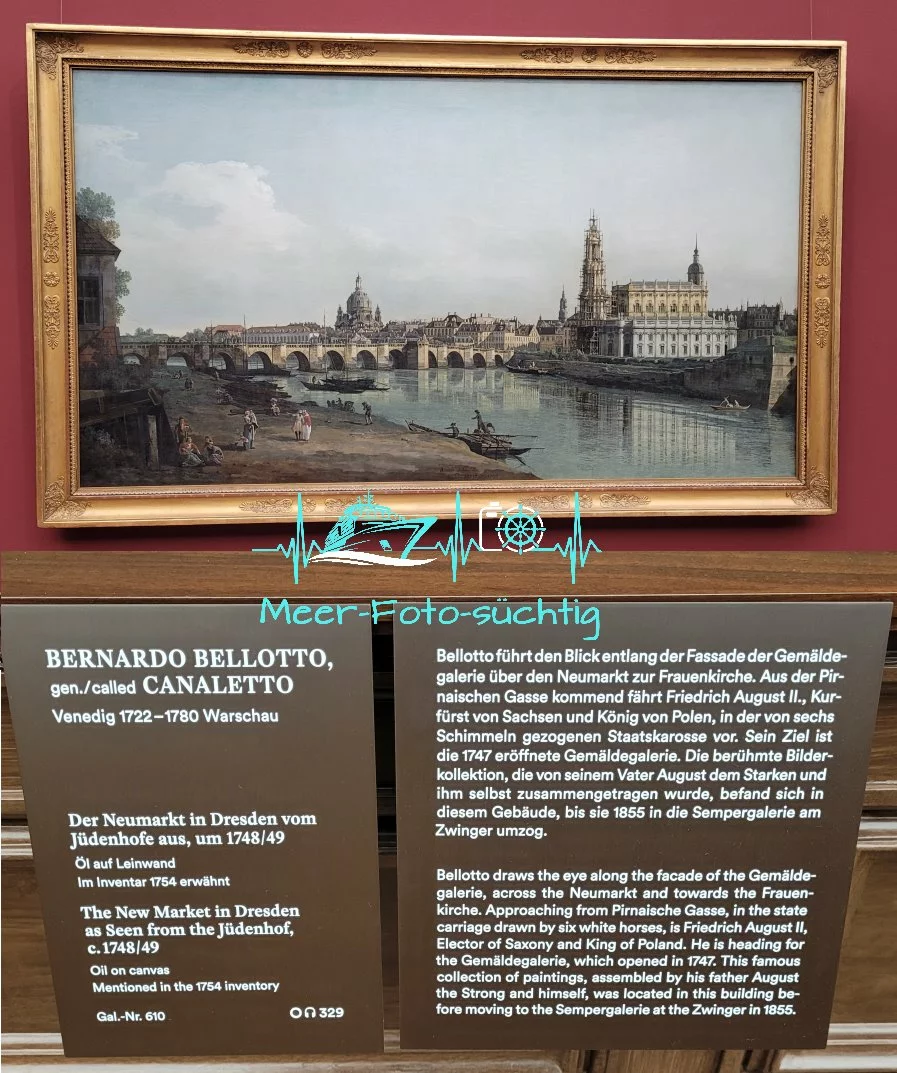 Meer-Foto-süchtig
BERNARDO BELLOTTO,
gen./called CANALETTO
Venedig 1722–1780 Warschau
Der Neumarkt in Dresden vom
Jüdenhofe aus, um 1748/49
Öl auf Leinwand
Im Inventar 1754 erwähnt
The New Market in Dresden
as Seen from the Jüdenhof,
c. 1748/49
Oil on canvas
Mentioned in the 1754 inventory
Gal.-Nr. 610
329
Bellotto führt den Blick entlang der Fassade der Gemälde-
galerie über den Neumarkt zur Frauenkirche. Aus der Pir-
naischen Gasse kommend fährt Friedrich August II., Kur-
fürst von Sachsen und König von Polen, in der von sechs
Schimmeln gezogenen Staatskarosse vor. Sein Ziel ist
die 1747 eröffnete Gemäldegalerie. Die berühmte Bilder-
kollektion, die von seinem Vater August dem Starken und
ihm selbst zusammengetragen wurde, befand sich in
diesem Gebäude, bis sie 1855 in die Sempergalerie am
Zwinger umzog.
Bellotto draws the eye along the facade of the Gemälde-
galerie, across the Neumarkt and towards the Frauen-
kirche. Approaching from Pirnaische Gasse, in the state
carriage drawn by six white horses, is Friedrich August II,
Elector of Saxony and King of Poland. He is heading for
the Gemäldegalerie, which opened in 1747. This famous
collection of paintings, assembled by his father August
the Strong and himself, was located in this building be-
fore moving to the Sempergalerie at the Zwinger in 1855.